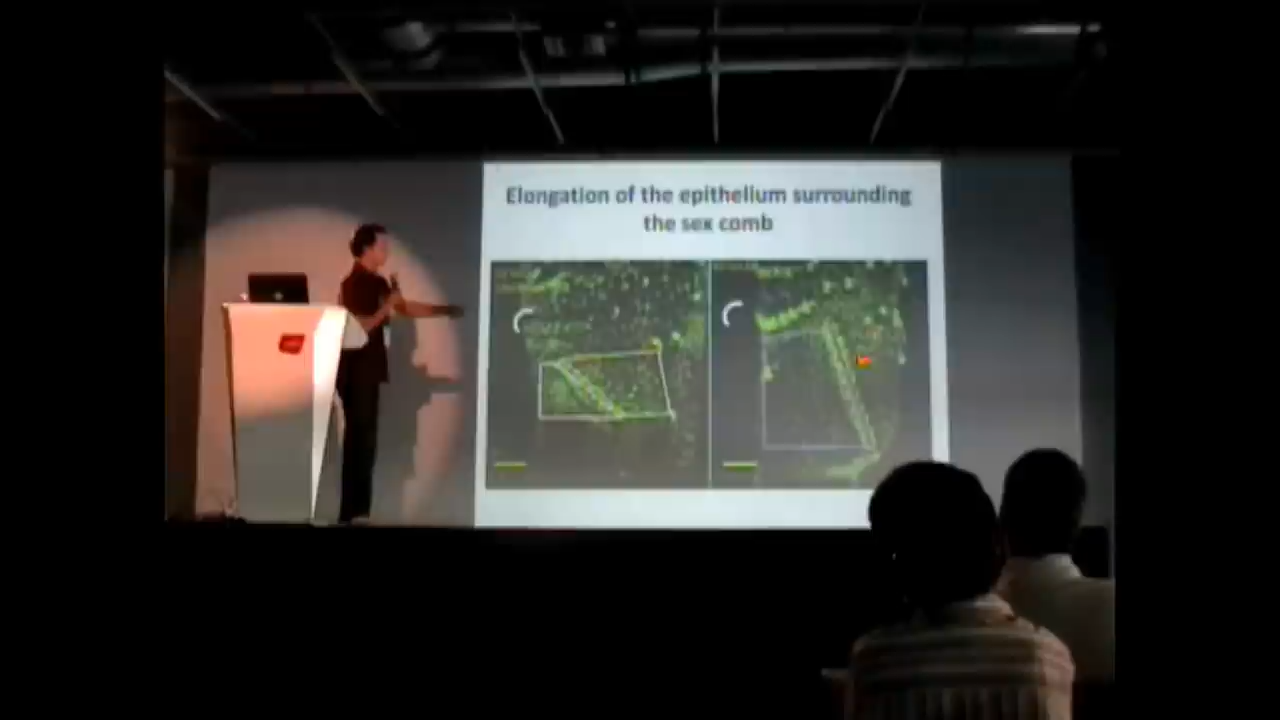 Elongation of the epithelium surrounding
the sex comb